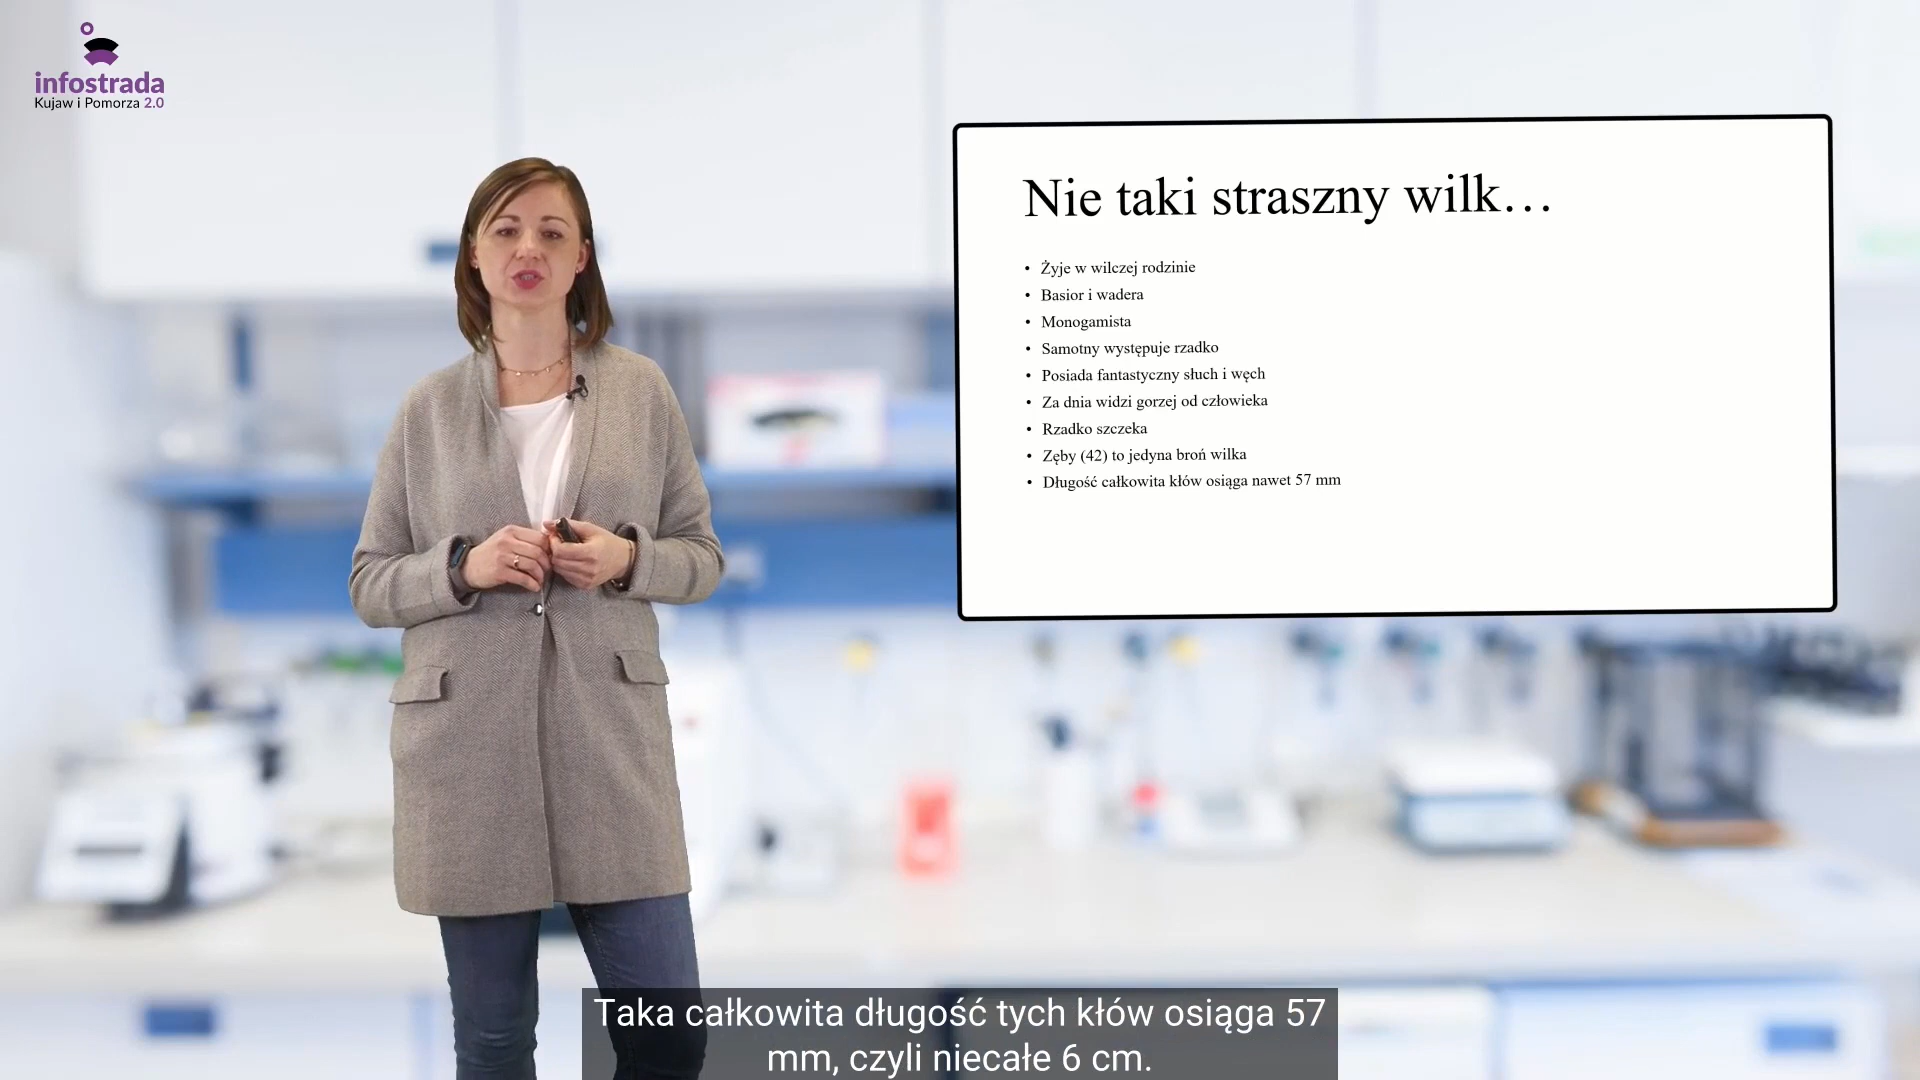 infostrada
Kujaw i Pomorza 2.0
Nie taki straszny wilk…
• Żyje w wilczej rodzinie
• Basior i wadera
• Monogamista
• Samotny występuje rzadko
• Posiada fantastyczny słuch i węch
• Za dnia widzi gorzej od człowieka
• Rzadko szczeka
• Zęby (42) to jedyna broń wilka
• Długość całkowita kłów osiąga nawet 57 mm
Taka całkowita długość tych kłów osiąga 57
mm, czyli niecałe 6 cm.